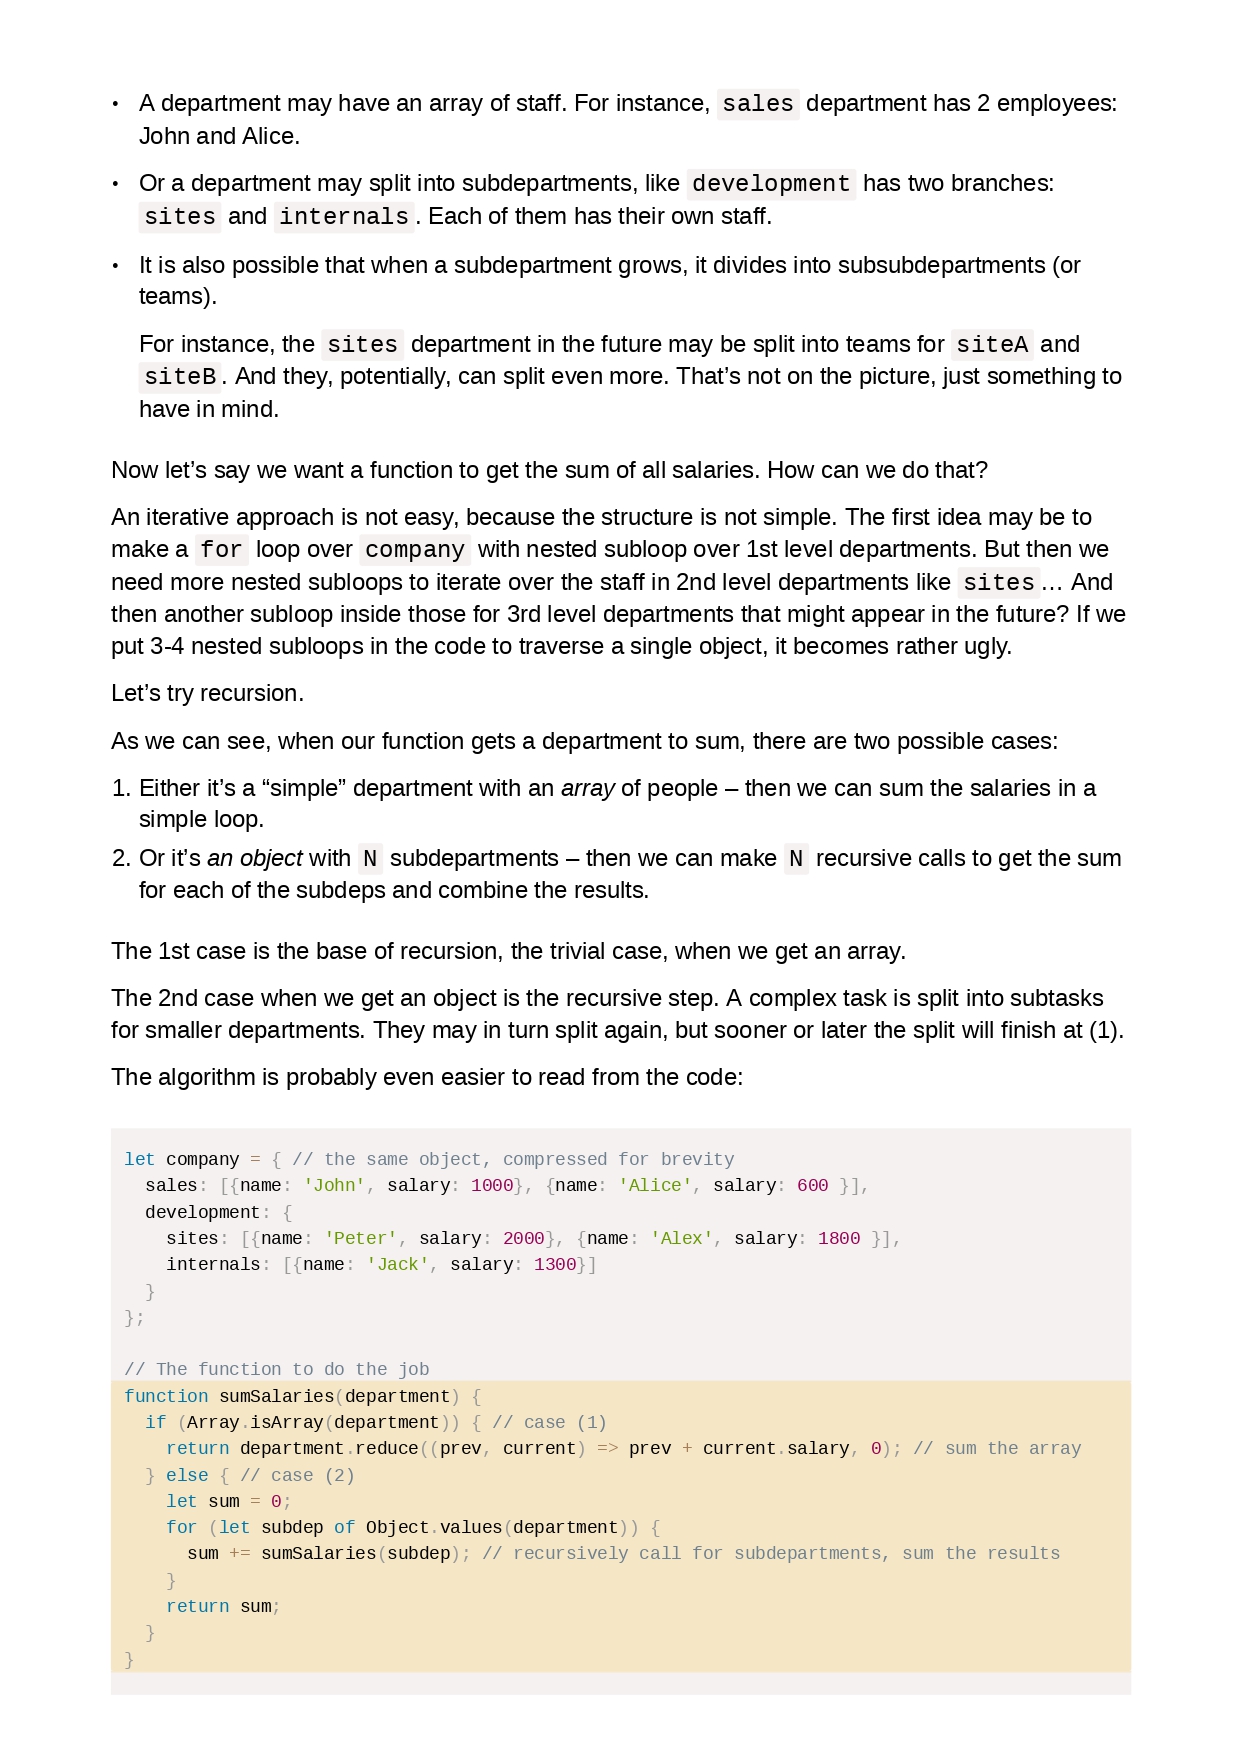 • A department may have an array of staff. For instance, sales department has 2 employees:
John and Alice.
• Or a department may split into subdepartments, like development has two branches:
sites and internals. Each of them has their own staff.
• It is also possible that when a subdepartment grows, it divides into subsubdepartments (or
teams).
For instance, the sites department in the future may be split into teams for siteA and
siteB. And they, potentially, can split even more. That’s not on the picture, just something to
have in mind.
Now let’s say we want a function to get the sum of all salaries. How can we do that?
An iterative approach is not easy, because the structure is not simple. The first idea may be to
make a for loop over company with nested subloop over 1st level departments. But then we
need more nested subloops to iterate over the staff in 2nd level departments like sites… And
then another subloop inside those for 3rd level departments that might appear in the future? If we
put 3-4 nested subloops in the code to traverse a single object, it becomes rather ugly.
Let’s try recursion.
As we can see, when our function gets a department to sum, there are two possible cases:
1. Either it’s a “simple” department with an array of people – then we can sum the salaries in a
simple loop.
2. Or it’s an object with N subdepartments – then we can make N recursive calls to get the sum
for each of the subdeps and combine the results.
The 1st case is the base of recursion, the trivial case, when we get an array.
The 2nd case when we get an object is the recursive step. A complex task is split into subtasks
for smaller departments. They may in turn split again, but sooner or later the split will finish at (1).
The algorithm is probably even easier to read from the code:
let company = { // the same object, compressed for brevity
  sales: [{name: 'John', salary: 1000}, {name: 'Alice', salary: 600 }],
  development: {
    sites: [{name: 'Peter', salary: 2000}, {name: 'Alex', salary: 1800 }],
    internals: [{name: 'Jack', salary: 1300}]
  }
};
// The function to do the job
function sumSalaries(department) {
  if (Array.isArray(department)) { // case (1)
    return department.reduce((prev, current) => prev + current.salary, 0); // sum the array
  } else { // case (2)
    let sum = 0;
    for (let subdep of Object.values(department)) {
      sum += sumSalaries(subdep); // recursively call for subdepartments, sum the results
    }
    return sum;
  }
}